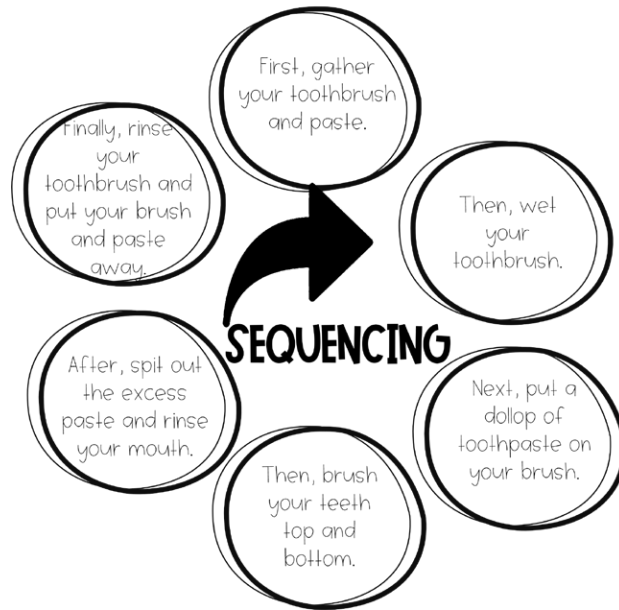 First, gather
your toothbrush
and paste.
Then, wet
your
toothbrush.
Next, put a
dollop of
toothpaste on
your brush.
Then, brush
your teeth
top and
bottom.
After, spit out
the excess
paste and rinse
your mouth.
Finally, rinse
your
toothbrush and
put your brush
and paste
away.
SEQUENCING